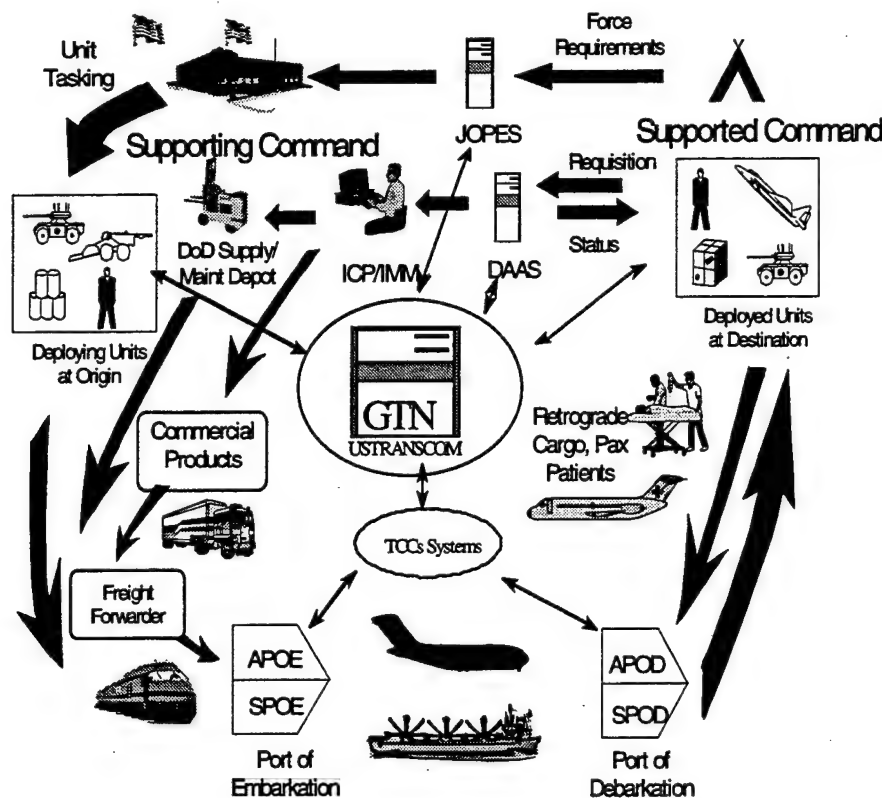 Unit
Tasking
Force
Requirements
JOPES
Supporting Command
Supported Command
Requisition
Status
DoD Supply/
Maint Depot
ICP/IMM
DAAS
Deploying Units
at Origin
Deployed Units
at Destination
GTN
USTRANSCOM
Commercial
Products
Retrograde
Cargo, Pax
Patients
TCCs Systems
Freight
Forwarder
APOE
SPOE
APOD
SPOD
Port of
Embarkation
Port of
Debarkation